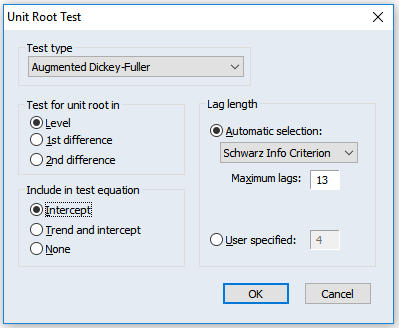 Unit Root Test
Test type
Augmented Dickey-Fuller
Test for unit root in
Level
1st difference
2nd difference
Include in test equation
Intercept
Trend and intercept
None
Lag length
Automatic selection:
Schwarz Info Criterion
Maximum lags: 13
User specified: 4
OK Cancel